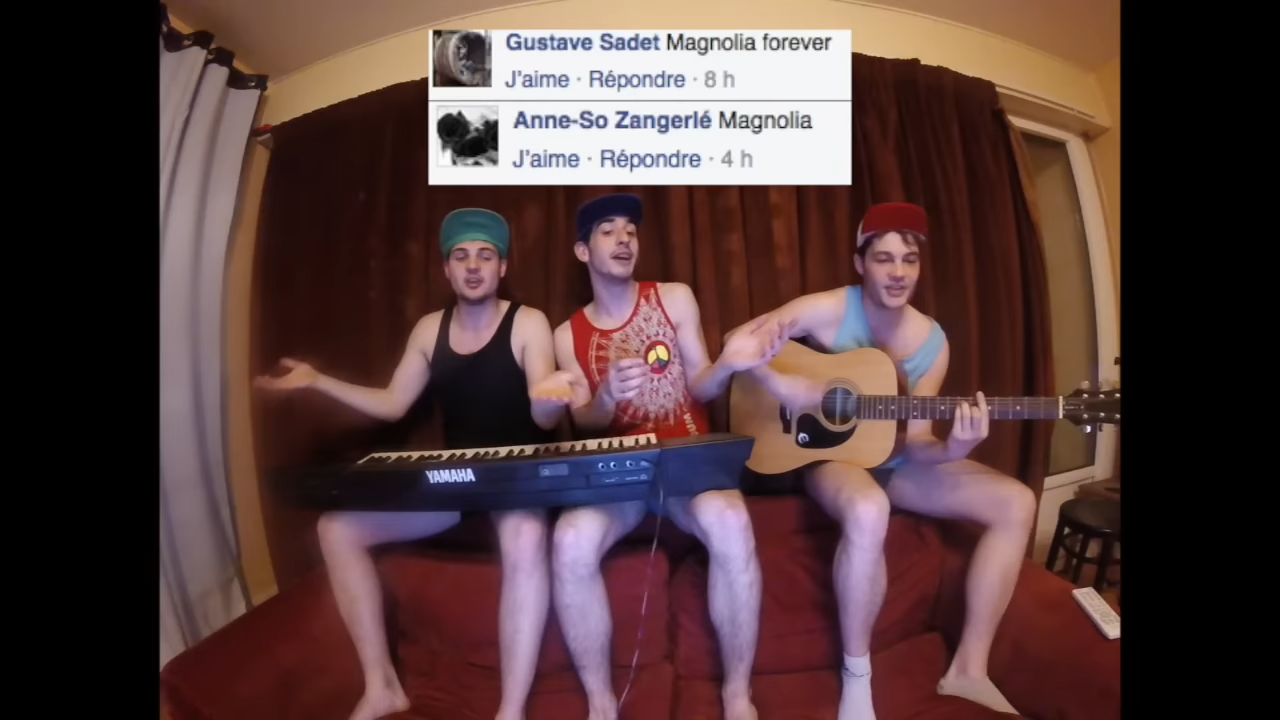 Gustave Sadet Magnolia forever
J'aime · Répondre · 8 h
Anne-So Zangerlé Magnolia
J'aime · Répondre · 4 h
YAMAHA